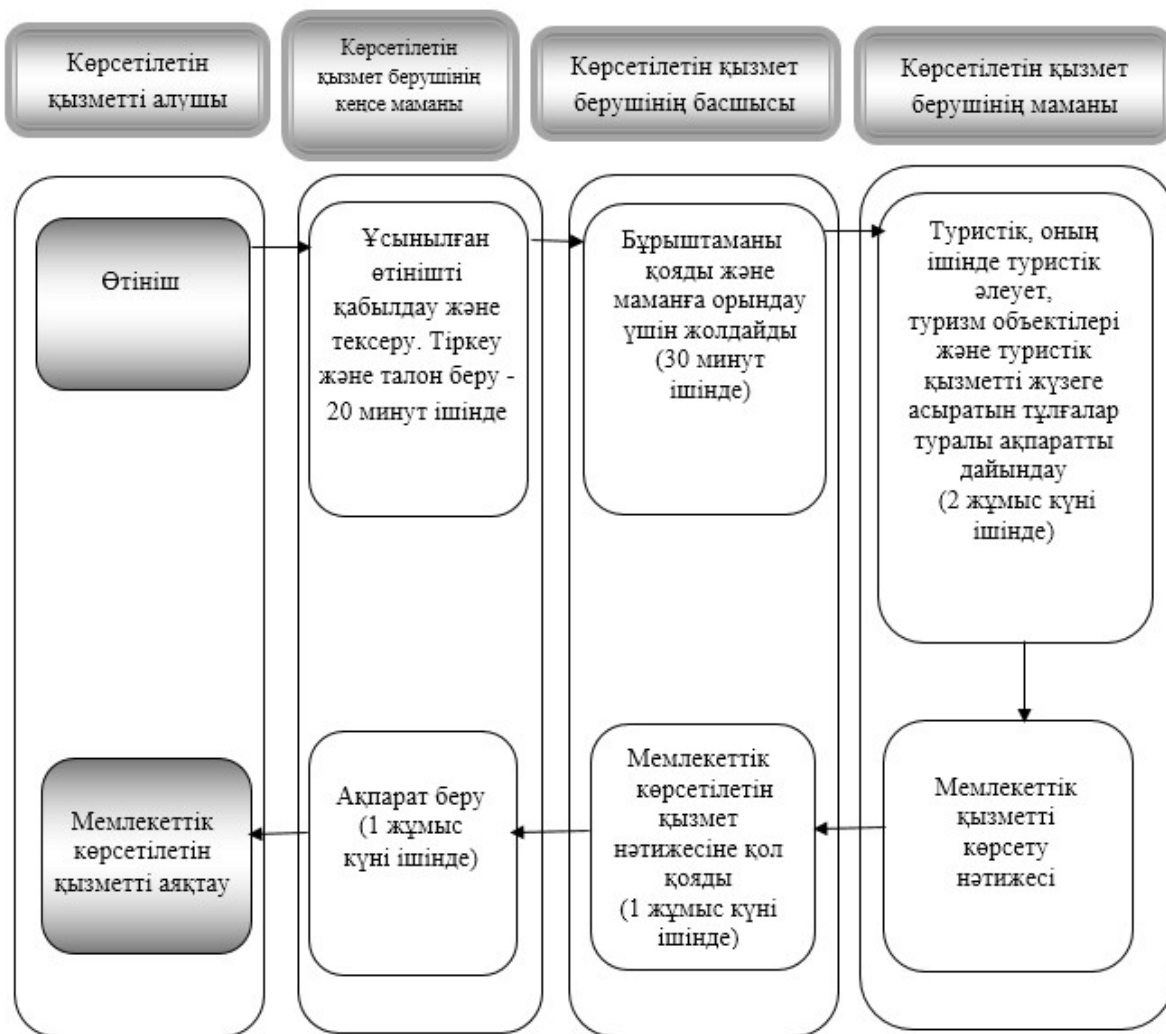 Көрсетілетін
қызметті алушы
Көрсетілетін
қызмет берушінің
кеңсе маманы
Көрсетілетін қызмет
берушінің басшысы
Көрсетілетін қызмет
берушінің маманы
Өтініш
Ұсынылған
өтінішті
қабылдау және
тексеру. Тіркеу
және талон беру -
20 минут ішінде
Бұрыштаманы
қояды және
маманға орындау
үшін жолдайды
(30 минут
ішінде)
Туристік, оның
ішінде туристік
әлеует,
туризм объектілері
және туристік
қызметті жүзеге
асыратын тұлғалар
туралы ақпаратты
дайындау
(2 жұмыс күні
ішінде)
Мемлекеттік
көрсетілетін
қызметті аяқтау
Ақпарат беру
(1 жұмыс
күні ішінде)
Мемлекеттік
көрсетілетін
қызмет
нәтижесіне қол
қояды
(1 жұмыс күні
ішінде)
Мемлекеттік
қызметті
көрсету
нәтижесі